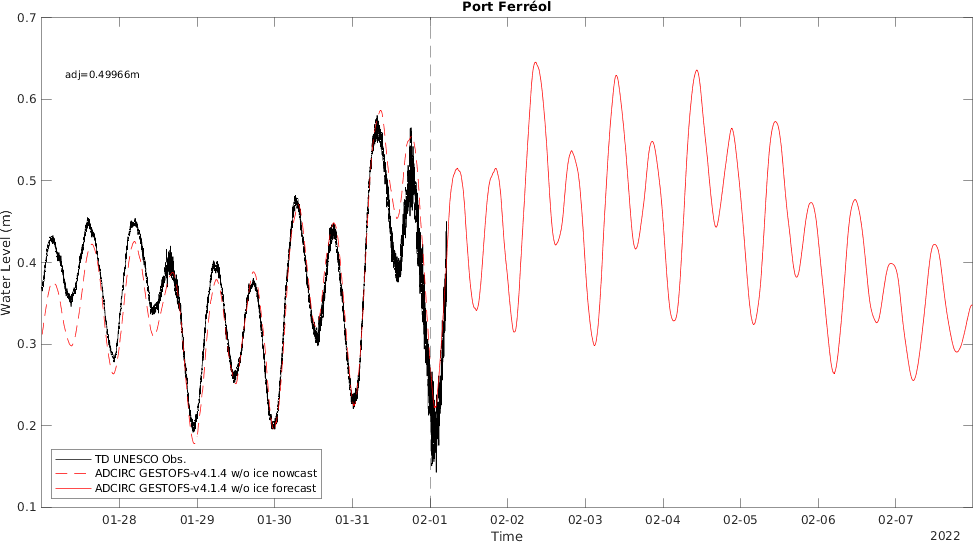 Port Ferréol
0.7
adj=0.49966m
0.6
0.5
0.4
0.3
0.2
0.1
Water Level (m)
TD UNESCO Obs.
ADCIRC GESTOFS-v4.1.4 w/o ice nowcast
ADCIRC GESTOFS-v4.1.4 w/o ice forecast
01-28 01-29 01-30 01-31 02-01 02-02 02-03 02-04 02-05 02-06 02-07
Time
2022